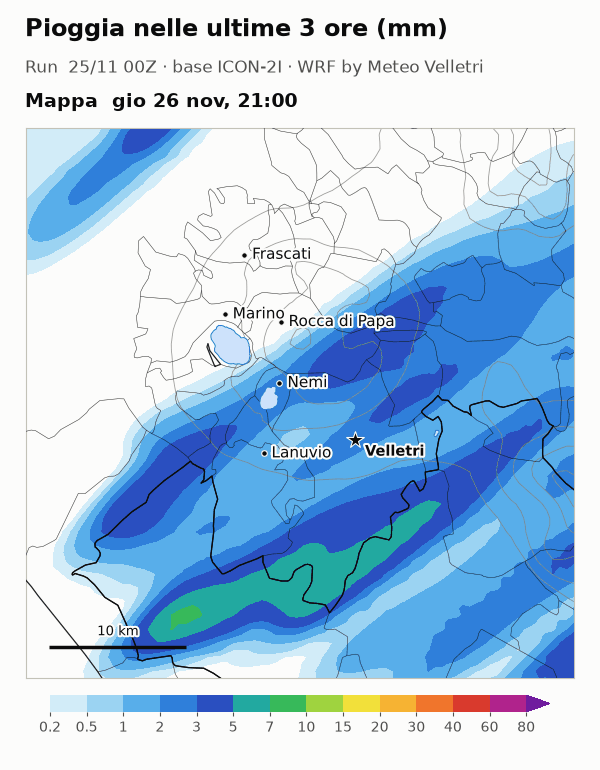 Pioggia nelle ultime 3 ore (mm)
Run 25/11 00Z · base ICON-2I · WRF by Meteo Velletri
Mappa gio 26 nov, 21:00
Frascati
Marino
Rocca di Papa
Nemi
Lanuvio
Velletri
10 km
0.2 0.5 1 2 3 5 7 10 15 20 30 40 60 80